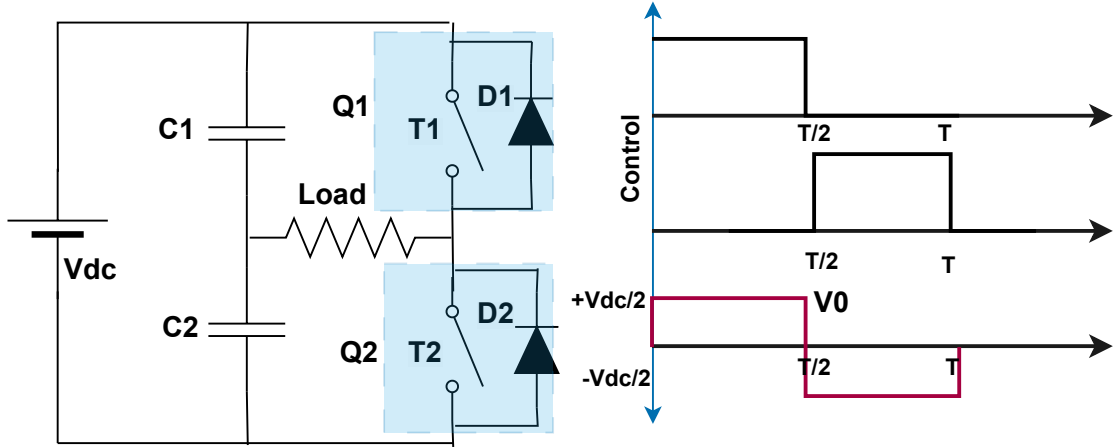 Q1
D1
T1
C1
Load
Vdc
C2
D2
Q2
T2
Control
T/2
T
T/2
T
+Vdc/2
V0
T/2
T
-Vdc/2